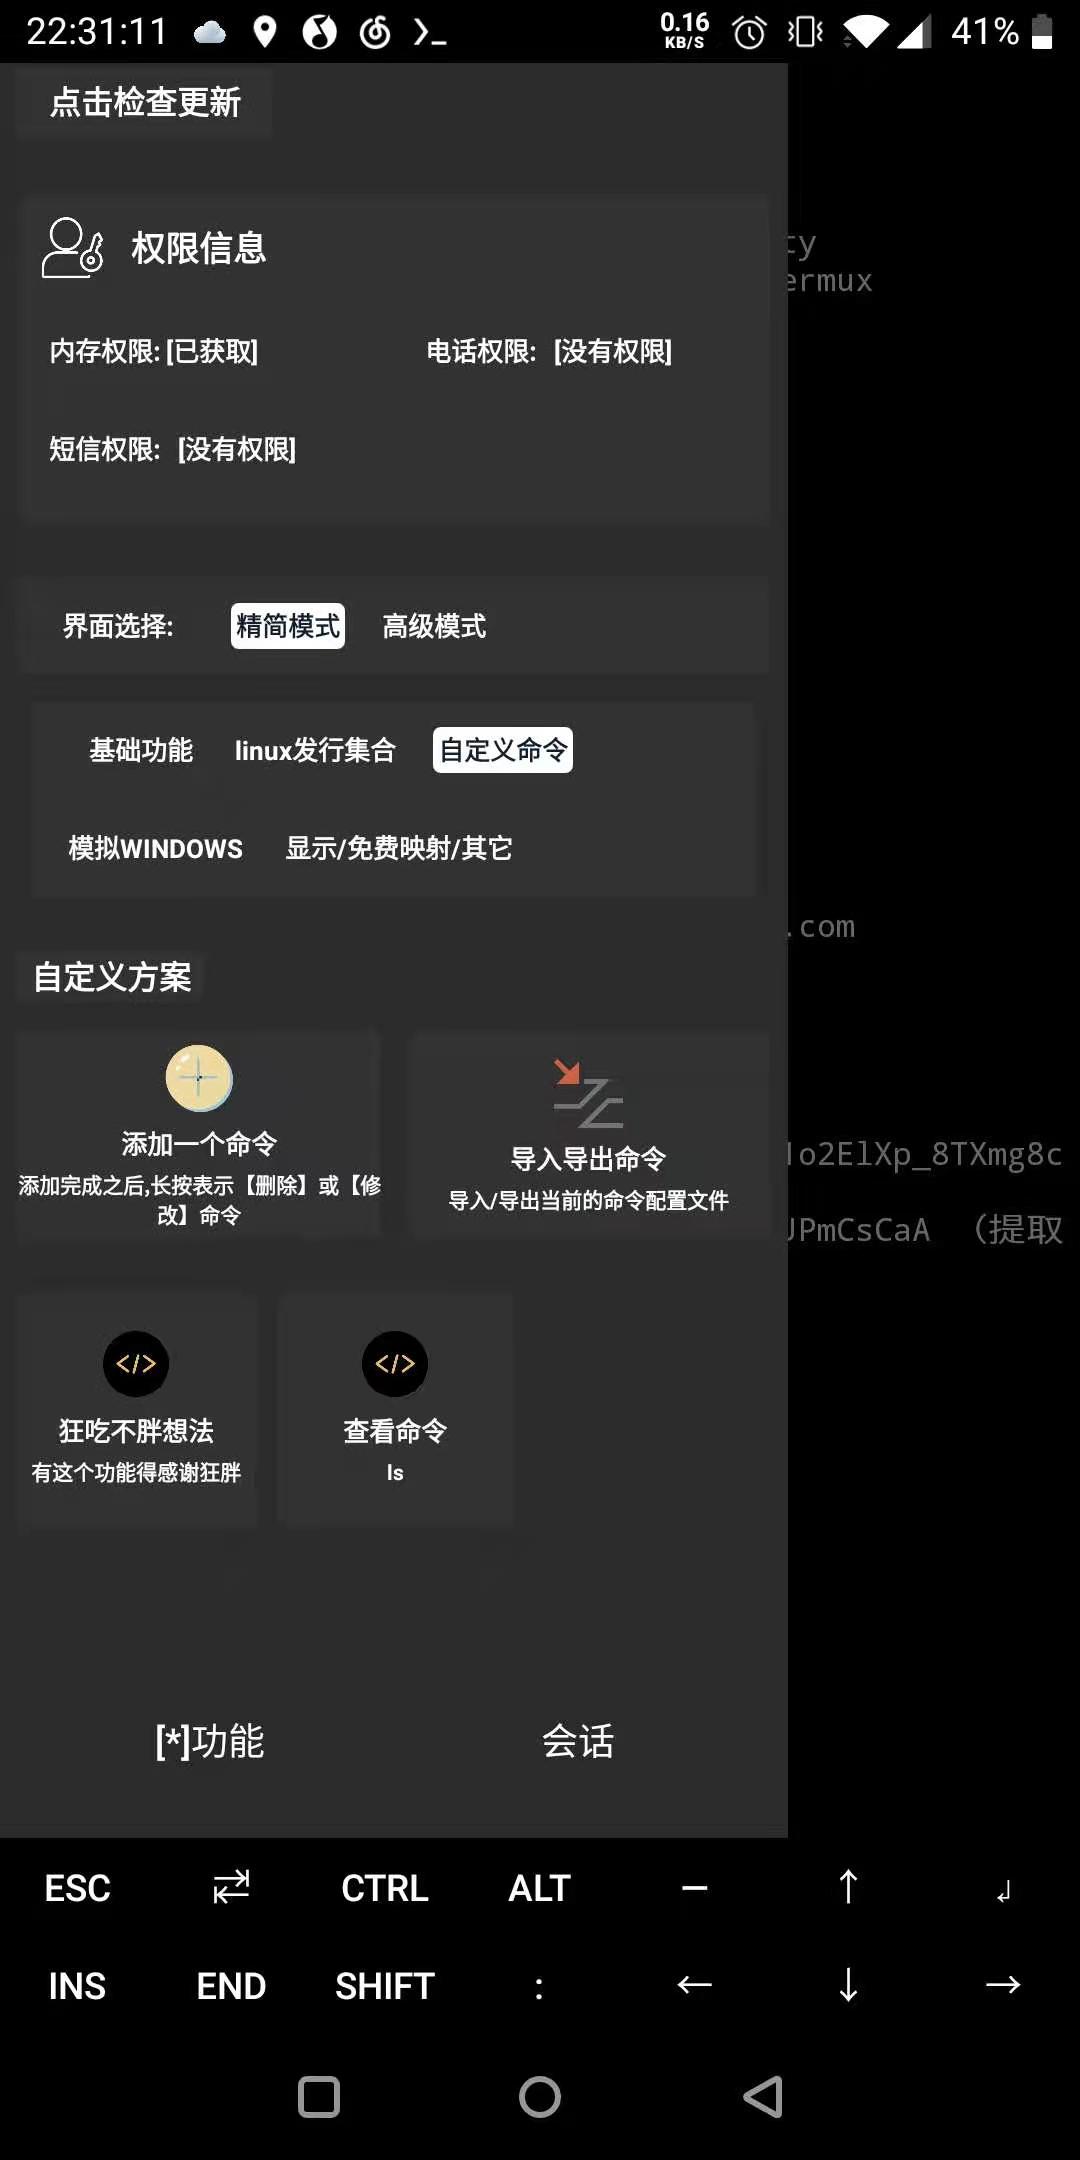 22:31:11
0.16
KB/S
41%
点击检查更新
权限信息
内存权限: [已获取]
电话权限: [没有权限]
短信权限: [没有权限]
界面选择:
精简模式
高级模式
基础功能
linux发行集合
自定义命令
模拟WINDOWS
显示/免费映射/其它
自定义方案
添加一个命令
添加完成之后,长按表示【删除】或【修
改】命令
导入导出命令
导入/导出当前的命令配置文件
狂吃不胖想法
有这个功能得感谢狂胖
查看命令
ls
[*]功能
会话
ty
ermux
.com
o2ElXp_8TXmg8c
JPmCsCaA （提取
ESC
CTRL
ALT
—
↑
INS
END
SHIFT
:
←
↓
→